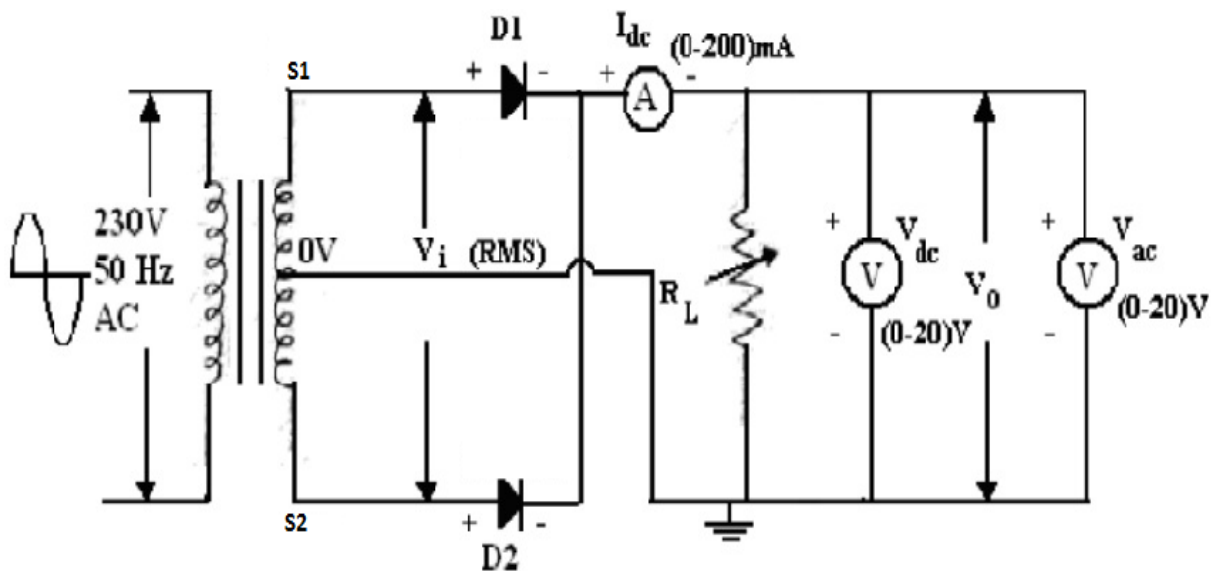 D1
I dc
(0-200)mA
S1
+ - + -
A
230V
50 Hz
AC
0V
Vi (RMS)
RL
+
V
Vdc
-
(0-20)V
Vo
+
V
Vac
-
(0-20)V
S2
+ -
D2